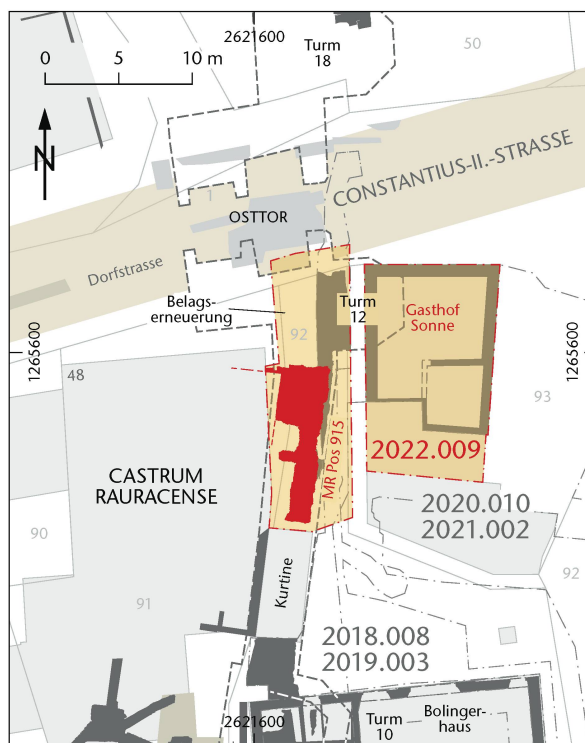 2621600
Turm
18
50
0 5 10 m
N
CONSTANTIUS-II.-STRASSE
1
OSTTOR
Dorfstrasse
Belags-
erneuerung
92
Turm
12
Gasthof
Sonne
1265600
1265600
48
93
MR Pos 915
2022.009
CASTRUM
RAURACENSE
2020.010
2021.002
90
92
Kurtine
91
2018.008
2019.003
2621600
Turm
10
Bolinger-
haus